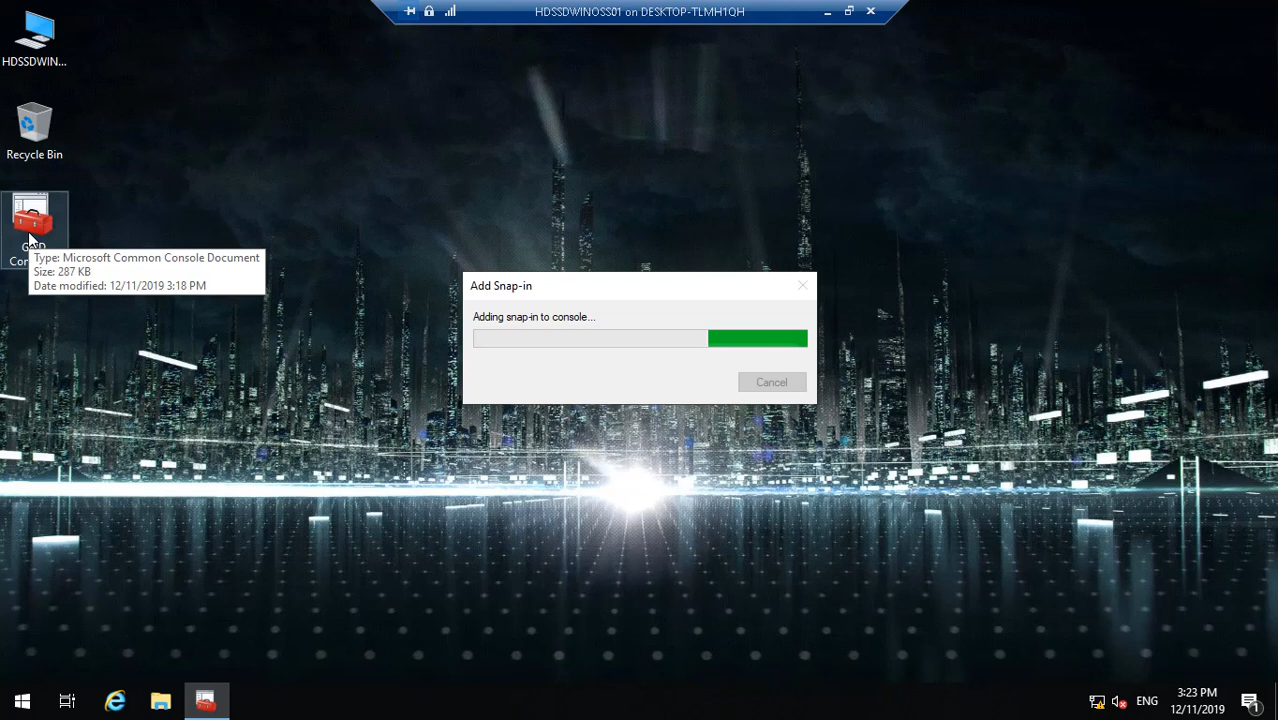 HDSSDWINOSS01 on DESKTOP-TLMH1QH
HDSSDWIN...
Recycle Bin
Type: Microsoft Common Console Document
Size: 287 KB
Date modified: 12/11/2019 3:18 PM
Add Snap-in
Adding snap-in to console...
Cancel
ENG
3:23 PM
12/11/2019
1